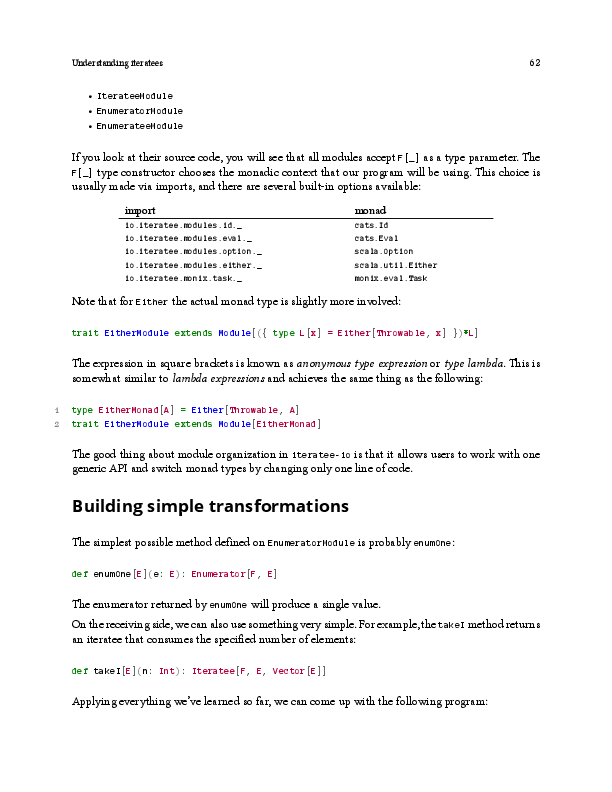 Understanding iteratees 62
• IterateeModule
• EnumeratorModule
• EnumerateeModule
If you look at their source code, you will see that all modules accept F[_] as a type parameter. The
F[_] type constructor chooses the monadic context that our program will be using. This choice is
usually made via imports, and there are several built-in options available:
import monad
io.iteratee.modules.id._ cats.Id
io.iteratee.modules.eval._ cats.Eval
io.iteratee.modules.option._ scala.Option
io.iteratee.modules.either._ scala.util.Either
io.iteratee.monix.task._ monix.eval.Task
Note that for Either the actual monad type is slightly more involved:
trait EitherModule extends Module[({ type L[x] = Either[Throwable, x] })#L]
The expression in square brackets is known as anonymous type expression or type lambda. This is
somewhat similar to lambda expressions and achieves the same thing as the following:
1 type EitherMonad[A] = Either[Throwable, A]
2 trait EitherModule extends Module[EitherMonad]
The good thing about module organization in iteratee-io is that it allows users to work with one
generic API and switch monad types by changing only one line of code.
Building simple transformations
The simplest possible method defined on EnumeratorModule is probably enumOne:
def enumOne[E](e: E): Enumerator[F, E]
The enumerator returned by enumOne will produce a single value.
On the receiving side, we can also use something very simple. For example, the takeI method returns
an iteratee that consumes the specified number of elements:
def takeI[E](n: Int): Iteratee[F, E, Vector[E]]
Applying everything we've learned so far, we can come up with the following program: